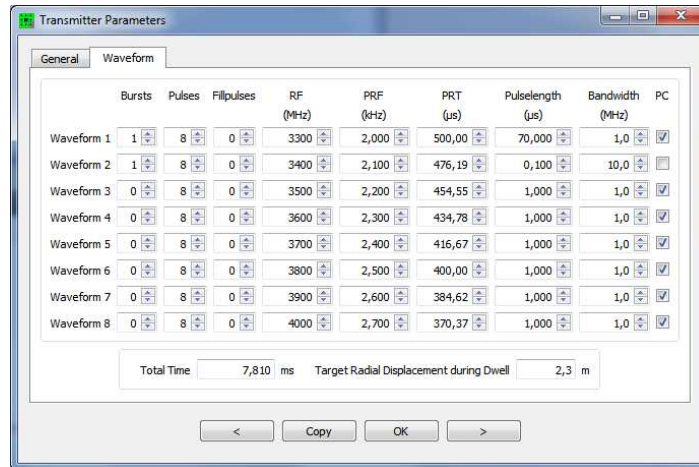 Transmitter Parameters
General Waveform
Bursts Pulses Fillpulses RF PRF PRT Pulselength Bandwidth PC
(MHz) (kHz) (µs) (µs) (MHz)
Waveform 1 1 8 0 3300 2,000 500,00 70,000 1,0
Waveform 2 1 8 0 3400 2,100 476,19 0,100 10,0
Waveform 3 0 8 0 3500 2,200 454,55 1,000 1,0
Waveform 4 0 8 0 3600 2,300 434,78 1,000 1,0
Waveform 5 0 8 0 3700 2,400 416,67 1,000 1,0
Waveform 6 0 8 0 3800 2,500 400,00 1,000 1,0
Waveform 7 0 8 0 3900 2,600 384,62 1,000 1,0
Waveform 8 0 8 0 4000 2,700 370,37 1,000 1,0
Total Time 7,810 ms Target Radial Displacement during Dwell 2,3 m
< Copy OK >